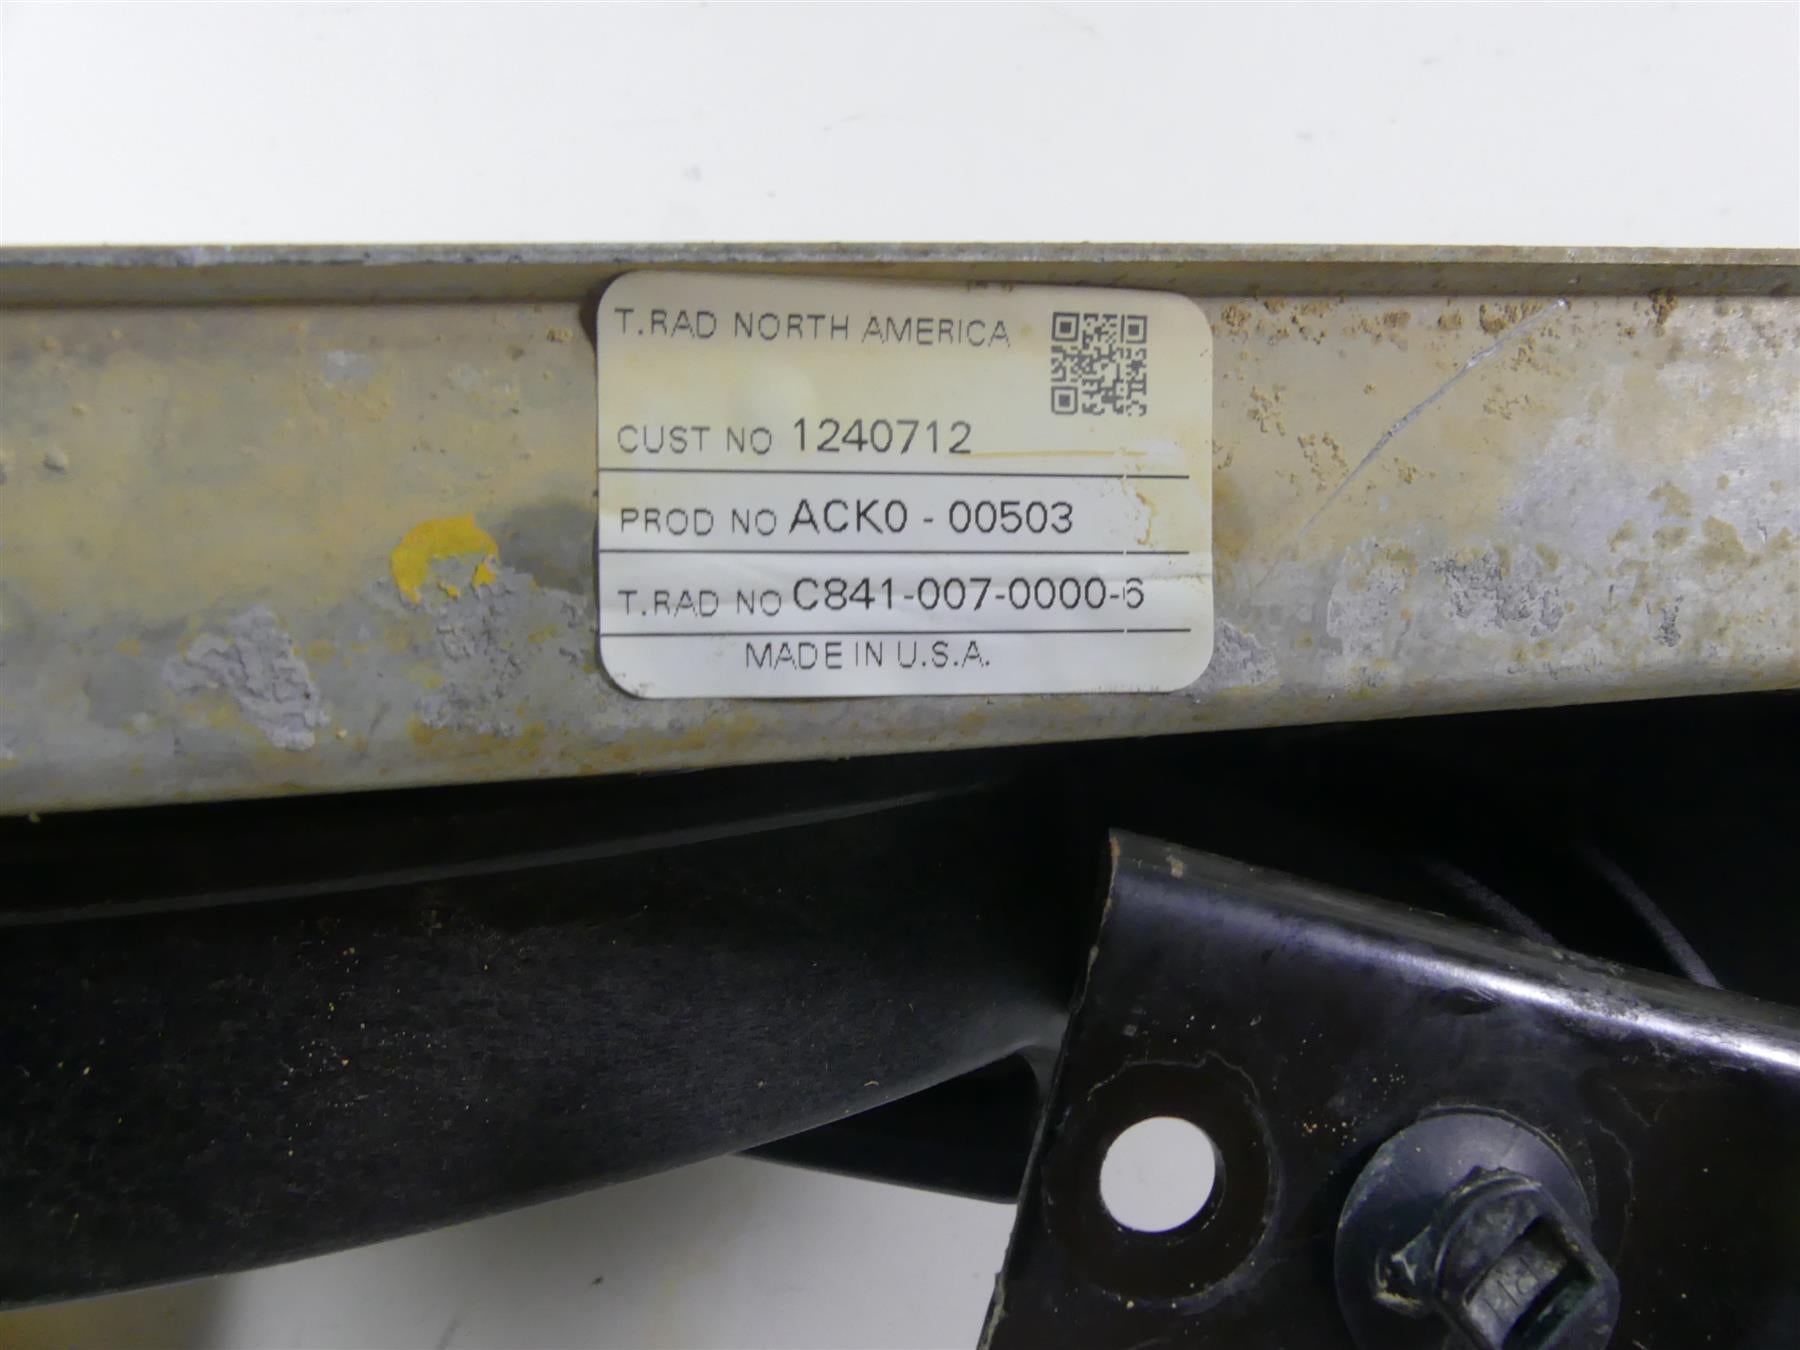 T.RAD NORTH AMERICA
CUST NO 1240712
PROD NO ACK0 - 00503
T.RAD NO C841-007-0000-6
MADE IN U.S.A.